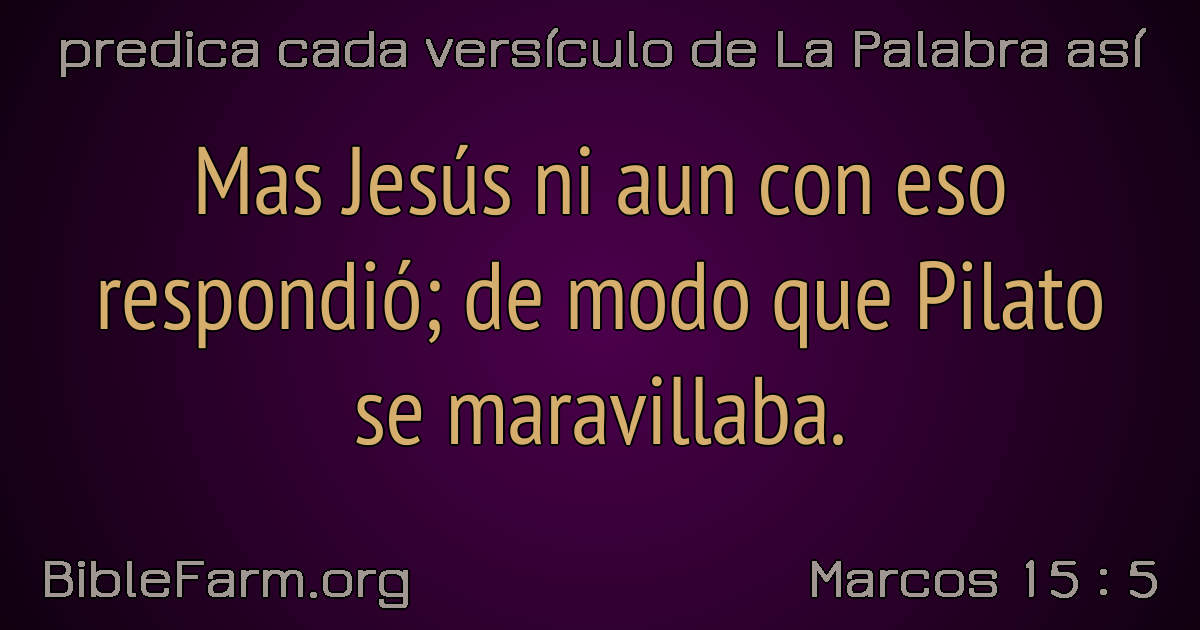 predica cada versículo de La Palabra así
Mas Jesús ni aun con eso
respondió; de modo que Pilato
se maravillaba.
BibleFarm.org
Marcos 15 : 5